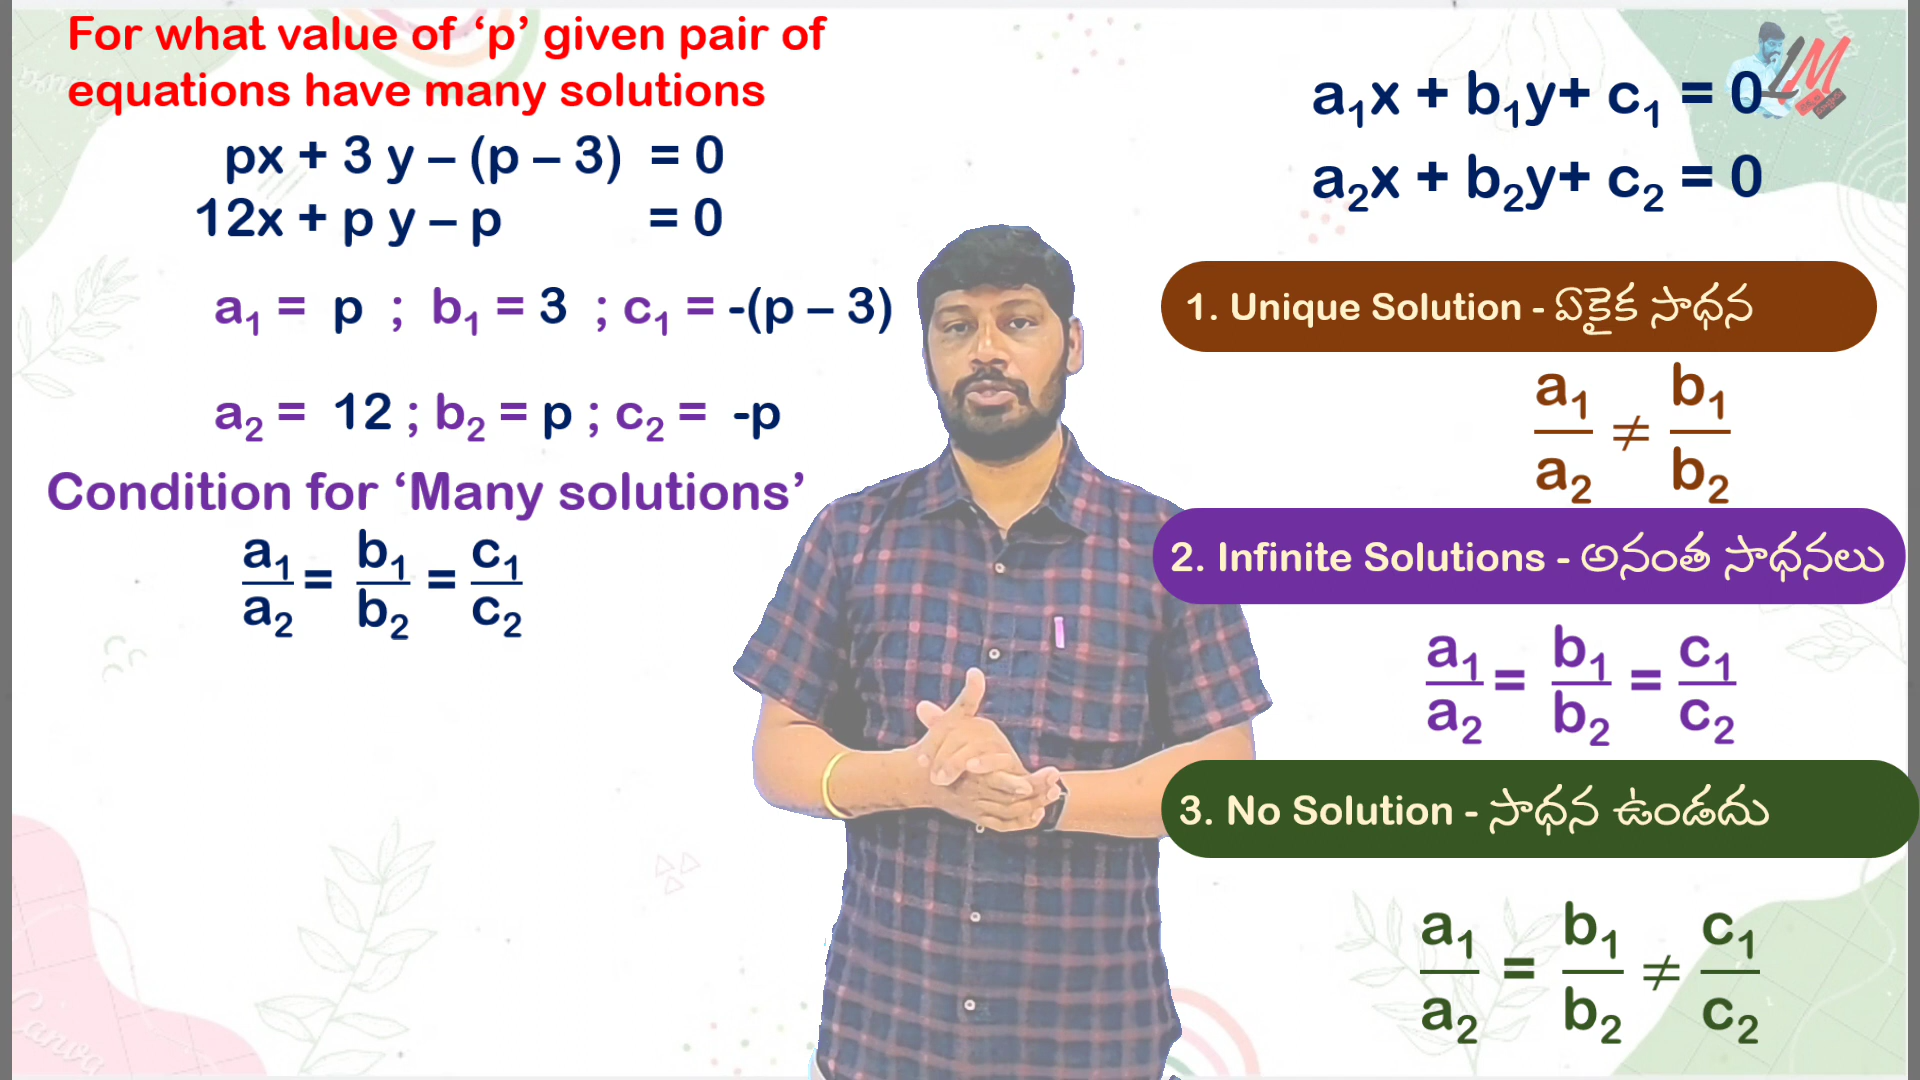 For what value of ‘p’ given pair of
equations have many solutions
px + 3 y – (p – 3) = 0
12x + p y – p = 0
a₁ = p ; b₁ = 3 ; c₁ = -(p – 3)
a₂ = 12 ; b₂ = p ; c₂ = -p
Condition for ‘Many solutions’
a₁/a₂ = b₁/b₂ = c₁/c₂
a₁x + b₁y+ c₁ = 0
a₂x + b₂y+ c₂ = 0
LM
1. Unique Solution - ఏకైక సాధన
a₁/a₂ ≠ b₁/b₂
2. Infinite Solutions - అనంత సాధనలు
a₁/a₂ = b₁/b₂ = c₁/c₂
3. No Solution - సాధన ఉండదు
a₁/a₂ = b₁/b₂ ≠ c₁/c₂
Canva